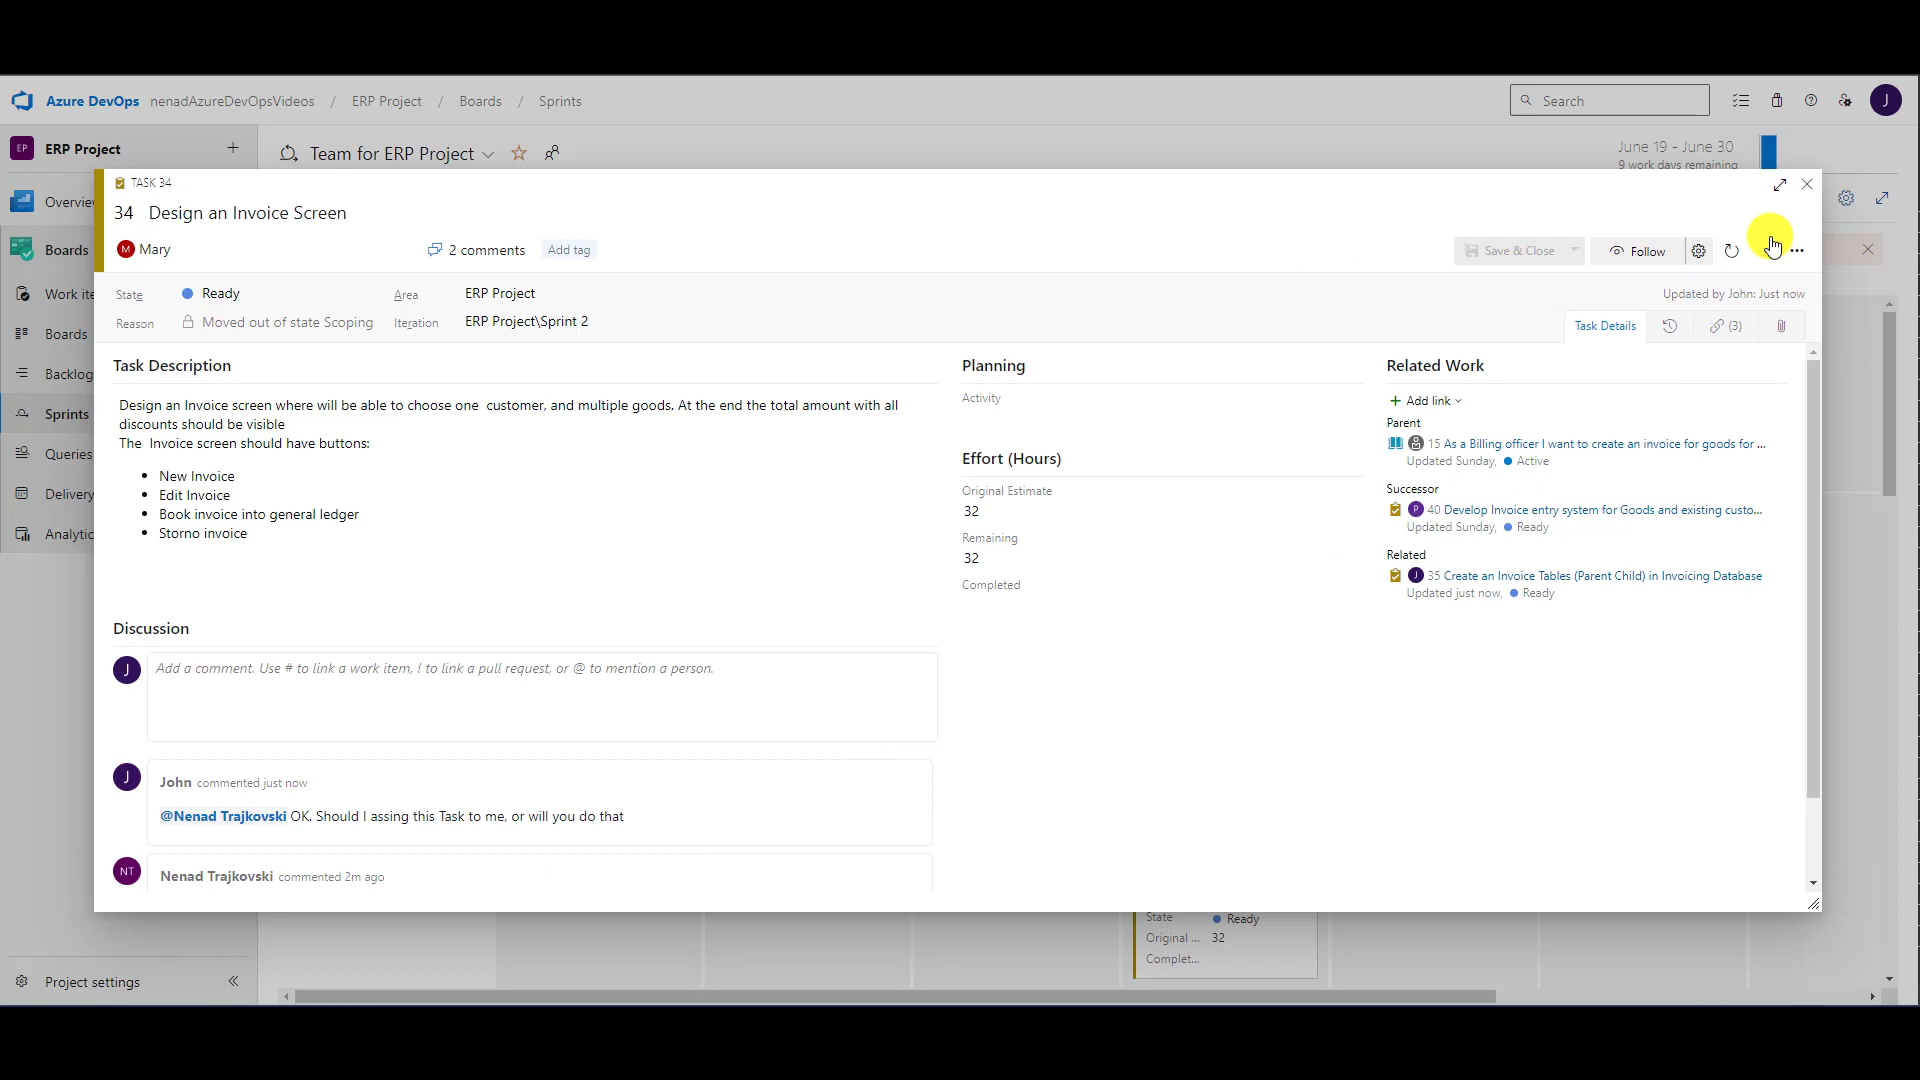 Azure DevOps nenadAzureDevOpsVideos / ERP Project / Boards / Sprints
Search
J
EP ERP Project +
Team for ERP Project
June 19 - June 30
9 work days remaining
Overvie
Boards
Work ite
Boards
Backlog
Sprints
Queries
Delivery
Analytic
Project settings
TASK 34
34 Design an Invoice Screen
M Mary
2 comments
Add tag
Save & Close
Follow
State
Ready
Area
ERP Project
Updated by John: Just now
Reason
Moved out of state Scoping
Iteration
ERP Project\Sprint 2
Task Details
(3)
Task Description
Design an Invoice screen where will be able to choose one customer, and multiple goods. At the end the total amount with all
discounts should be visible
The Invoice screen should have buttons:
• New Invoice
• Edit Invoice
• Book invoice into general ledger
• Storno invoice
Discussion
J
Add a comment. Use # to link a work item, ! to link a pull request, or @ to mention a person.
J
John commented just now
@Nenad Trajkovski OK. Should I assing this Task to me, or will you do that
NT
Nenad Trajkovski commented 2m ago
Planning
Activity
Effort (Hours)
Original Estimate
32
Remaining
32
Completed
Related Work
+ Add link
Parent
15 As a Billing officer I want to create an invoice for goods for ...
Updated Sunday, Active
Successor
P 40 Develop Invoice entry system for Goods and existing custo...
Updated Sunday, Ready
Related
J 35 Create an Invoice Tables (Parent Child) in Invoicing Database
Updated just now, Ready
State
Ready
Original ...
32
Complet...